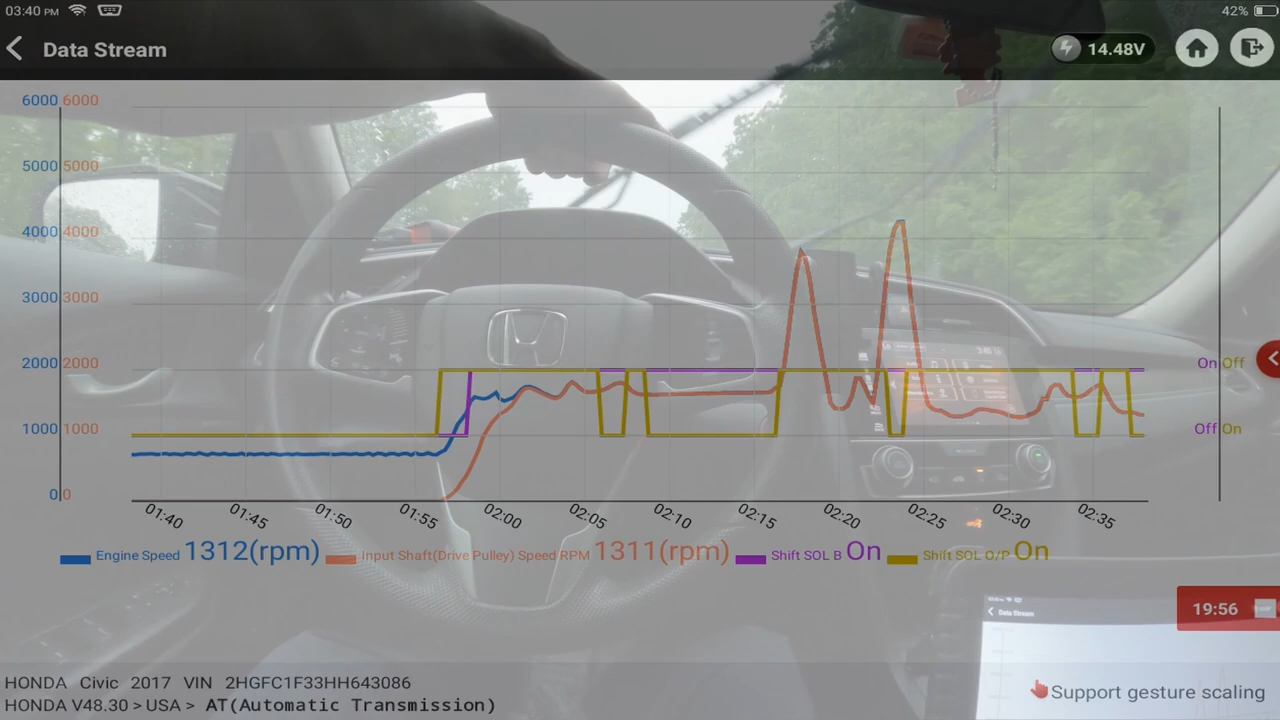 03:40 PM 42%
Data Stream 14.48V
6000 6000
5000 5000
4000 4000
3000 3000
2000 2000 On Off
1000 1000 Off On
0 0
01:40 01:45 01:50 01:55 02:00 02:05 02:10 02:15 02:20 02:25 02:30 02:35
Engine Speed 1312(rpm) Input Shaft(Drive Pulley) Speed RPM 1311(rpm) Shift SOL B On Shift SOL O/P On
19:56
Data Stream
HONDA Civic 2017 VIN 2HGFC1F33HH643086
HONDA V48.30 > USA > AT(Automatic Transmission)
Support gesture scaling